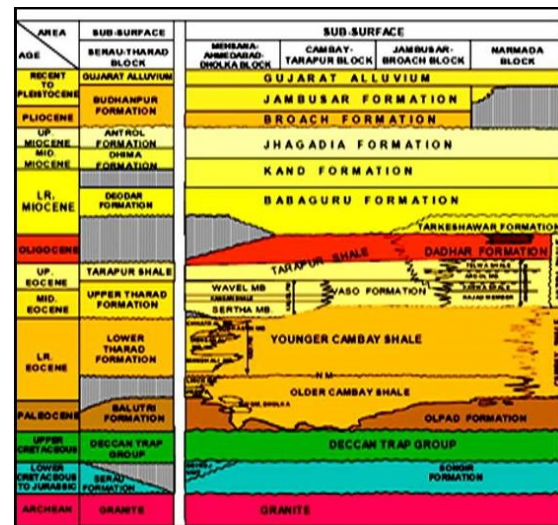 AREA
AGE
SUB-SURFACE
SERAU-THARAD
BLOCK
SUB-SURFACE
MEHSANA-
AHMEDABAD-
DHOLKA BLOCK
CAMBAY-
TARAPUR BLOCK
JAMBUSAR-
BROACH BLOCK
NARMADA
BLOCK
RECENT
TO
PLEISTOCENE
GUJARAT ALLUVIUM
GUJARAT ALLUVIUM
BUDHANPUR
FORMATION
JAMBUSAR FORMATION
PLIOCENE
BROACH FORMATION
UP.
MIOCENE
ANTROL
FORMATION
JHAGADIA FORMATION
MID.
MIOCENE
DHIMA
FORMATION
KAND FORMATION
LR.
MIOCENE
DEODAR
FORMATION
BABAGURU FORMATION
TARKESHAWAR FORMATION
OLIGOCENE
TARAPUR SHALE
DADHAR FORMATION
UP.
EOCENE
TARAPUR SHALE
TELWA SHALE
MID.
EOCENE
UPPER THARAD
FORMATION
WAVEL MB.
SERTHA MB.
VASO FORMATION
LR.
EOCENE
LOWER
THARAD
FORMATION
YOUNGER CAMBAY SHALE
OLDER CAMBAY SHALE
PALEOCENE
BALUTRI
FORMATION
OLPAD FORMATION
UPPER
CRETACEOUS
DECCAN TRAP
GROUP
DECCAN TRAP GROUP
LOWER
CRETACEOUS
TO JURASSIC
SERAU
FORMATION
SONGIR
FORMATION
ARCHEAN
GRANITE
GRANITE